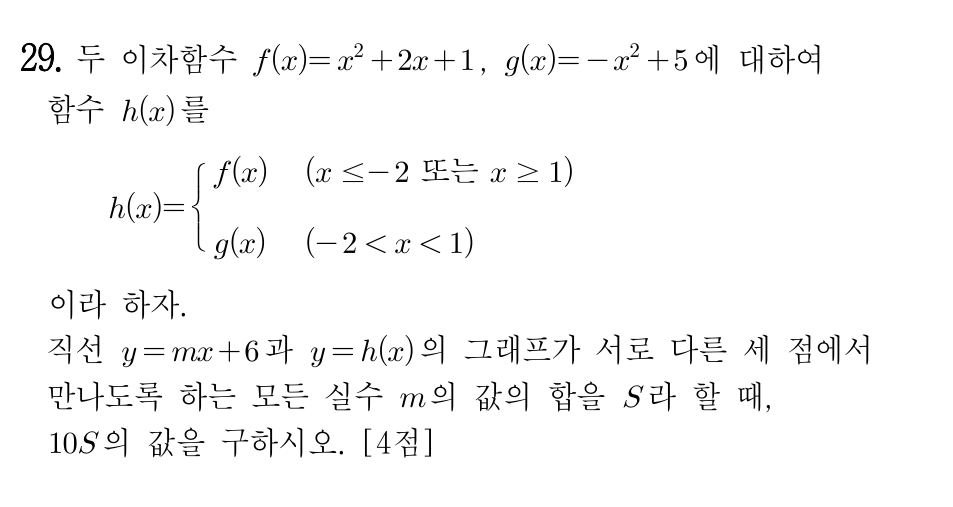 29. 두 이차함수 f(x)=x²+2x+1, g(x)=-x²+5에 대하여
함수 h(x)를
h(x)={ f(x) (x ≤-2 또는 x ≥ 1)
g(x) (-2 < x < 1)
이라 하자.
직선 y=mx+6과 y=h(x)의 그래프가 서로 다른 세 점에서
만나도록 하는 모든 실수 m의 값의 합을 S라 할 때,
10S의 값을 구하시오. [4점]